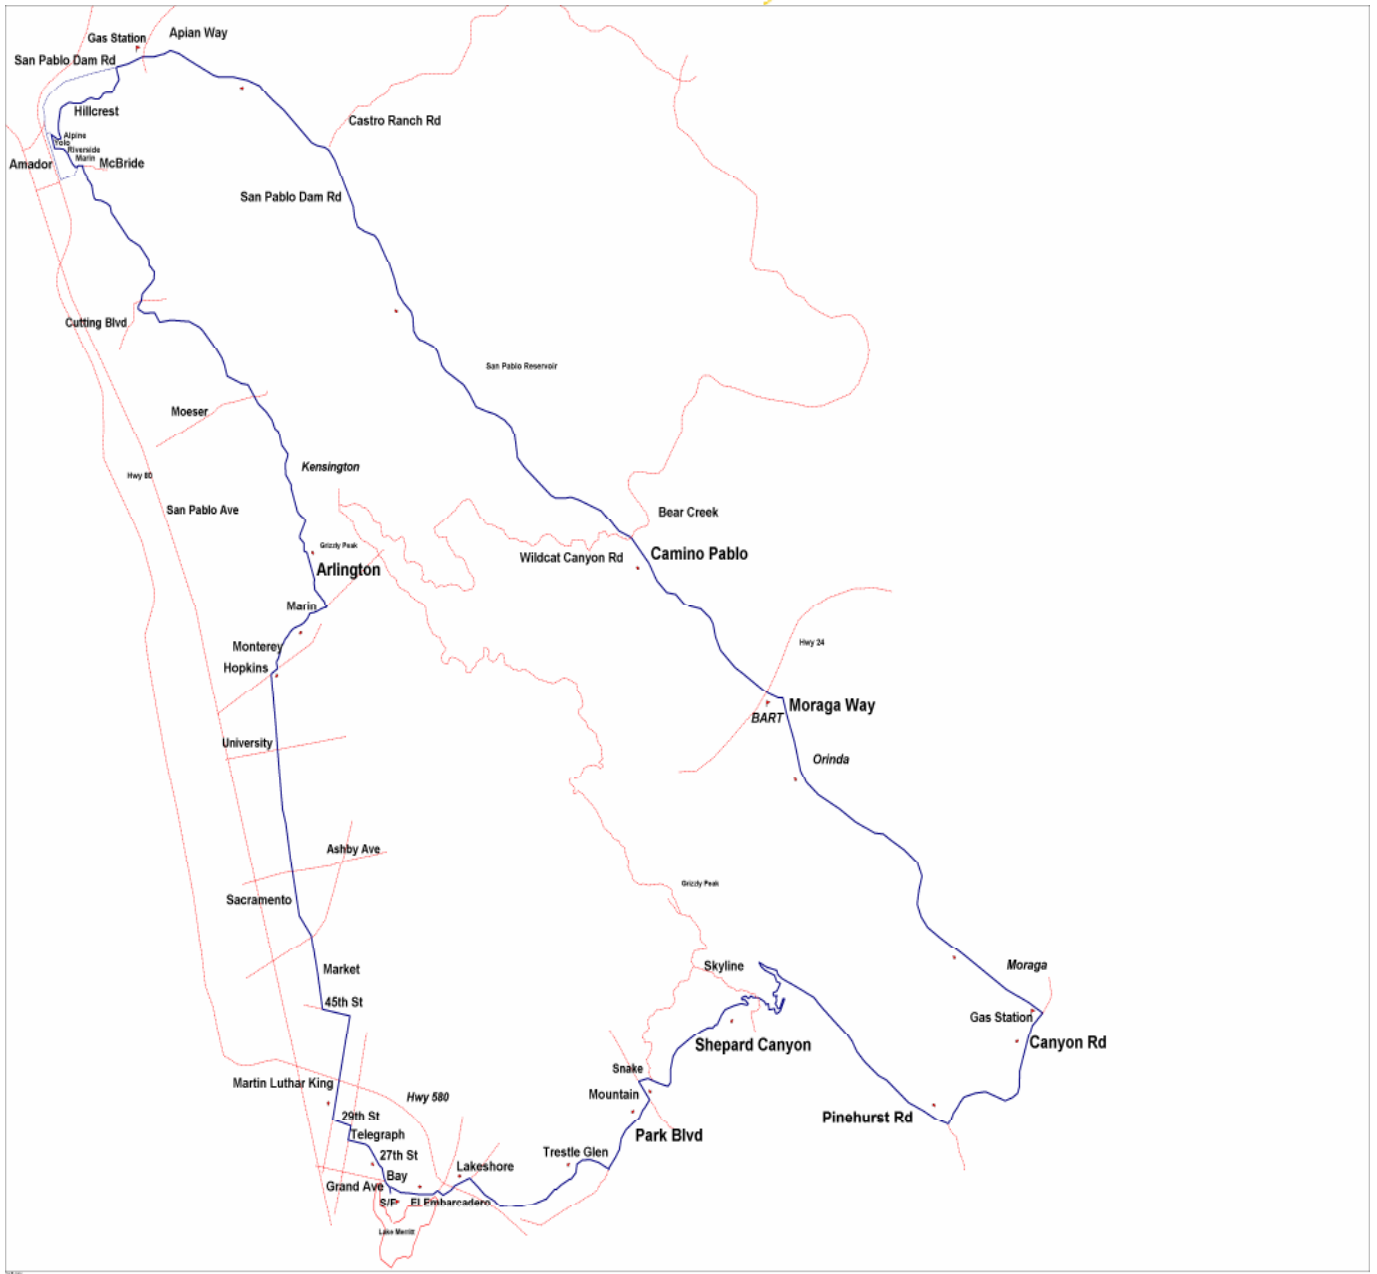 Apian Way
Gas Station
San Pablo Dam Rd
Hillcrest
Castro Ranch Rd
Alpine
Yolo
Riverside
Marin
McBride
Amador
San Pablo Dam Rd
Cutting Blvd
San Pablo Reservoir
Moeser
Kensington
Hwy 80
San Pablo Ave
Bear Creek
Grizzly Peak
Wildcat Canyon Rd
Camino Pablo
Arlington
Marin
Hwy 24
Monterey
Hopkins
Moraga Way
BART
University
Orinda
Ashby Ave
Grizzly Peak
Sacramento
Skyline
Moraga
Market
45th St
Gas Station
Canyon Rd
Shepard Canyon
Snake
Martin Luthar King
Mountain
Hwy 580
29th St
Pinehurst Rd
Telegraph
Park Blvd
27th St
Trestle Glen
Lakeshore
Bay
Grand Ave
S/F
El Embarcadero
Lake Merritt